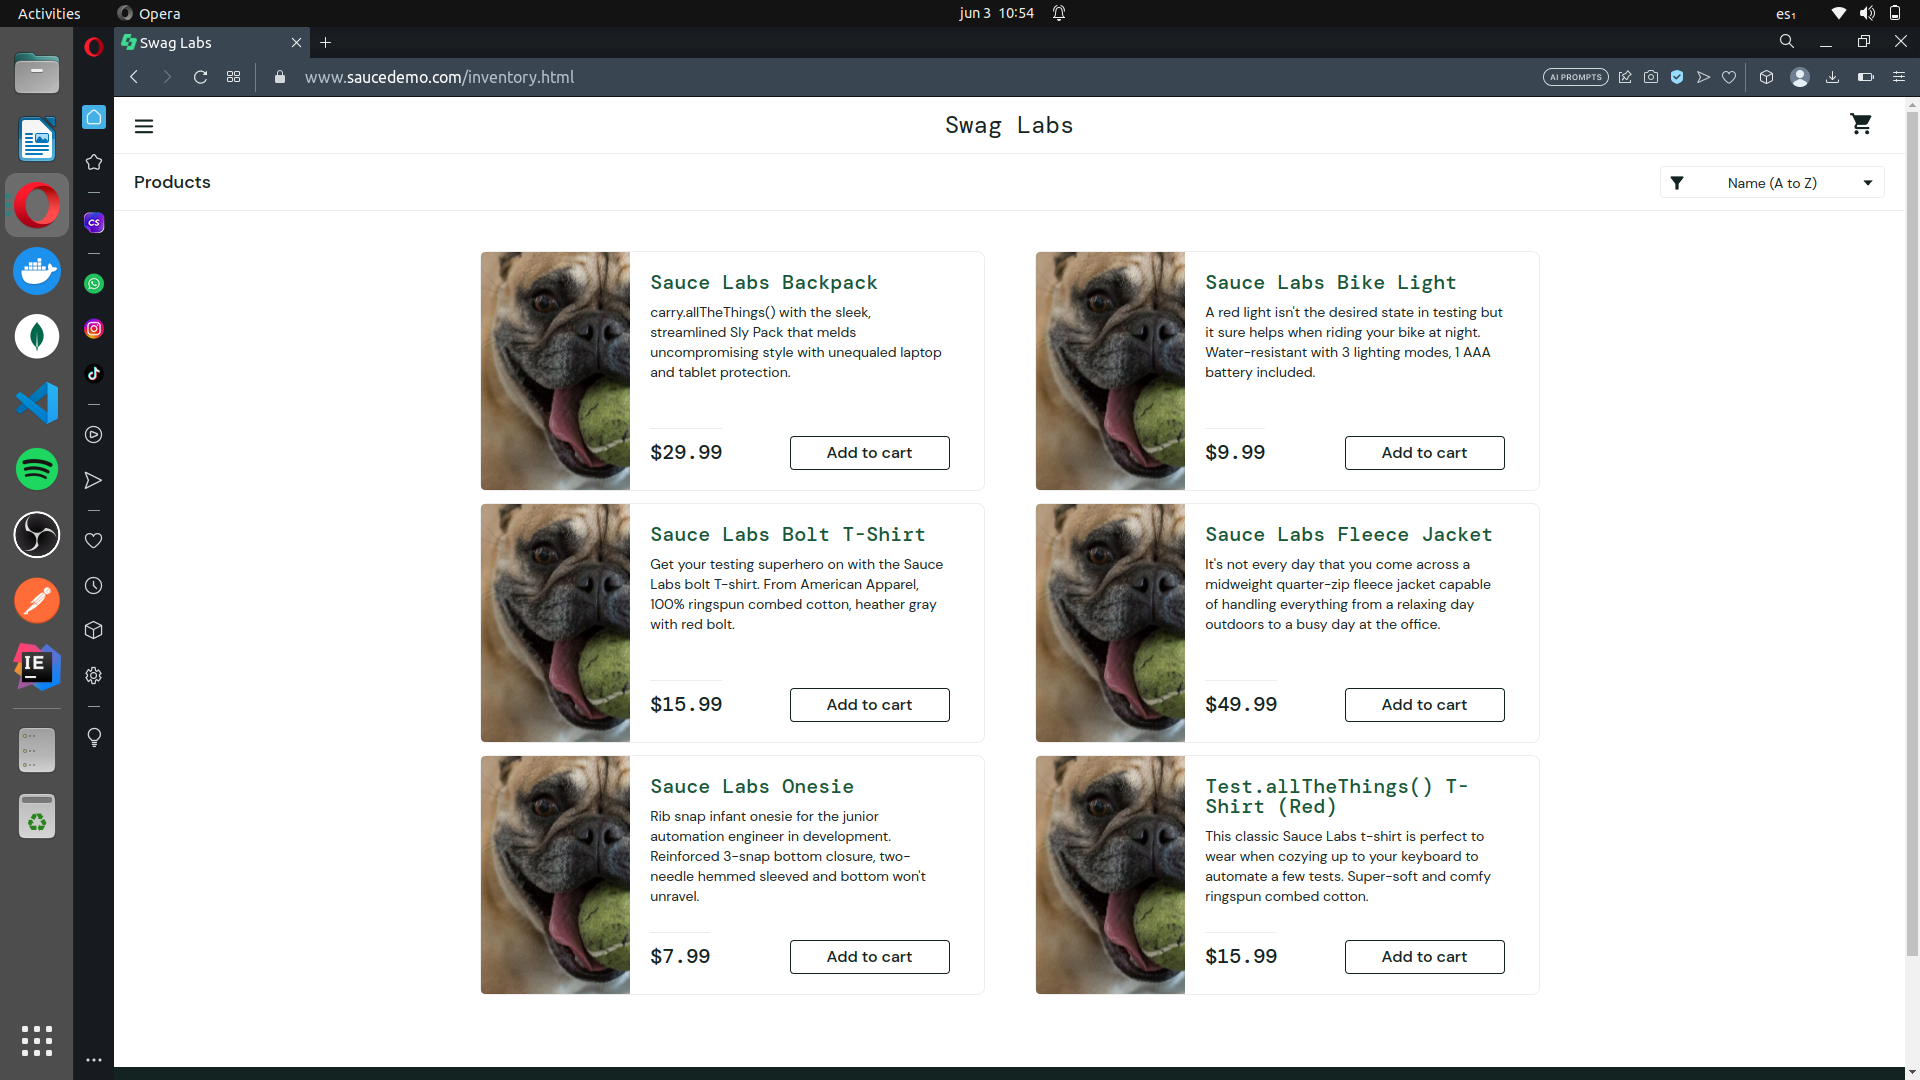 Activities
Opera
jun 3 10:54
es₁
Swag Labs
www.saucedemo.com/inventory.html
AI PROMPTS
Swag Labs
Products
Name (A to Z)
Sauce Labs Backpack
carry.allTheThings() with the sleek,
streamlined Sly Pack that melds
uncompromising style with unequaled laptop
and tablet protection.
$29.99
Add to cart
Sauce Labs Bike Light
A red light isn't the desired state in testing but
it sure helps when riding your bike at night.
Water-resistant with 3 lighting modes, 1 AAA
battery included.
$9.99
Add to cart
Sauce Labs Bolt T-Shirt
Get your testing superhero on with the Sauce
Labs bolt T-shirt. From American Apparel,
100% ringspun combed cotton, heather gray
with red bolt.
$15.99
Add to cart
Sauce Labs Fleece Jacket
It's not every day that you come across a
midweight quarter-zip fleece jacket capable
of handling everything from a relaxing day
outdoors to a busy day at the office.
$49.99
Add to cart
Sauce Labs Onesie
Rib snap infant onesie for the junior
automation engineer in development.
Reinforced 3-snap bottom closure, two-
needle hemmed sleeved and bottom won't
unravel.
$7.99
Add to cart
Test.allTheThings() T-
Shirt (Red)
This classic Sauce Labs t-shirt is perfect to
wear when cozying up to your keyboard to
automate a few tests. Super-soft and comfy
ringspun combed cotton.
$15.99
Add to cart
CS
IE